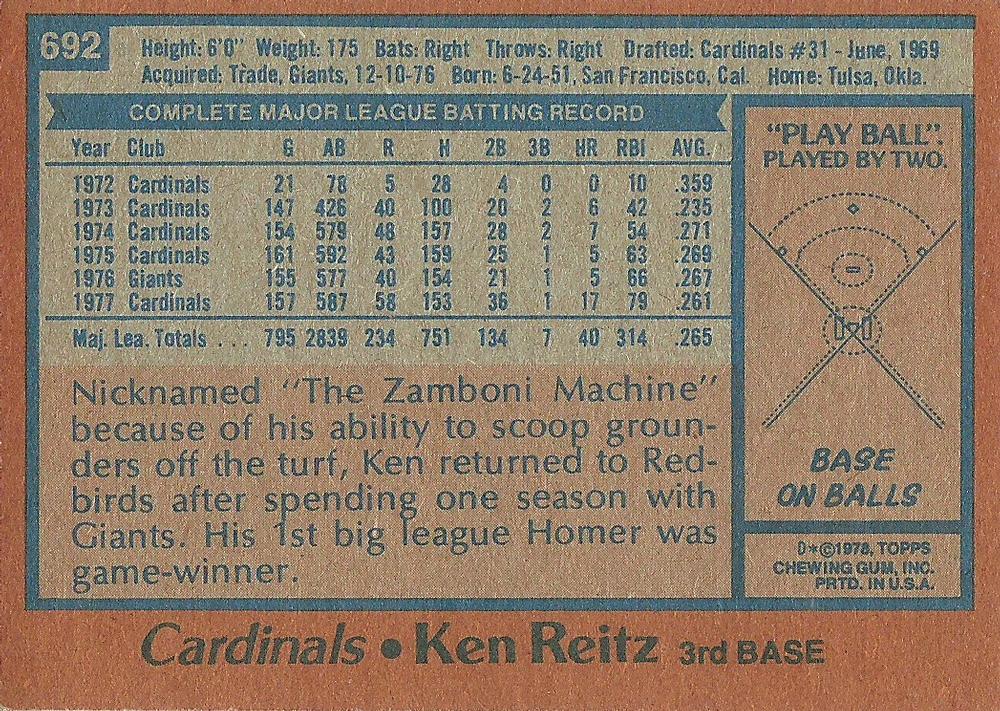 692
Height: 6'0" Weight: 175 Bats: Right Throws: Right Drafted: Cardinals #31 - June, 1969
Acquired: Trade, Giants, 12-10-76 Born: 6-24-51, San Francisco, Cal. Home: Tulsa, Okla.
COMPLETE MAJOR LEAGUE BATTING RECORD
Year Club G AB R H 2B 3B HR RBI AVG.
1972 Cardinals 21 78 5 28 4 0 0 10 .359
1973 Cardinals 147 426 40 100 20 2 6 42 .235
1974 Cardinals 154 579 48 157 28 2 7 54 .271
1975 Cardinals 161 592 43 159 25 1 5 63 .269
1976 Giants 155 577 40 154 21 1 5 66 .267
1977 Cardinals 157 587 58 153 36 1 17 79 .261
Maj. Lea. Totals . . . 795 2839 234 751 134 7 40 314 .265
Nicknamed "The Zamboni Machine"
because of his ability to scoop groun-
ders off the turf, Ken returned to Red-
birds after spending one season with
Giants. His 1st big league Homer was
game-winner.
"PLAY BALL".
PLAYED BY TWO.
BASE
ON BALLS
D*©1978, TOPPS
CHEWING GUM, INC.
PRTD. IN U.S.A.
Cardinals • Ken Reitz 3rd BASE